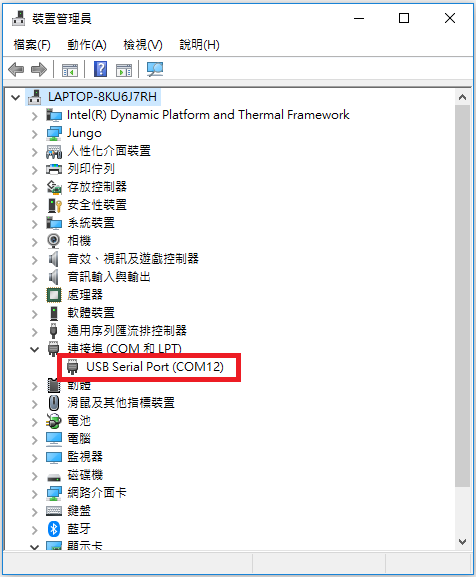 裝置管理員
檔案(F) 動作(A) 檢視(V) 說明(H)
LAPTOP-8KU6J7RH
Intel(R) Dynamic Platform and Thermal Framework
Jungo
人性化介面裝置
列印佇列
存放控制器
安全性裝置
系統裝置
相機
音效、視訊及遊戲控制器
音訊輸入與輸出
處理器
軟體裝置
通用序列匯流排控制器
連接埠 (COM 和 LPT)
USB Serial Port (COM12)
韌體
滑鼠及其他指標裝置
電池
電腦
監視器
磁碟機
網路介面卡
鍵盤
藍牙
顯示卡